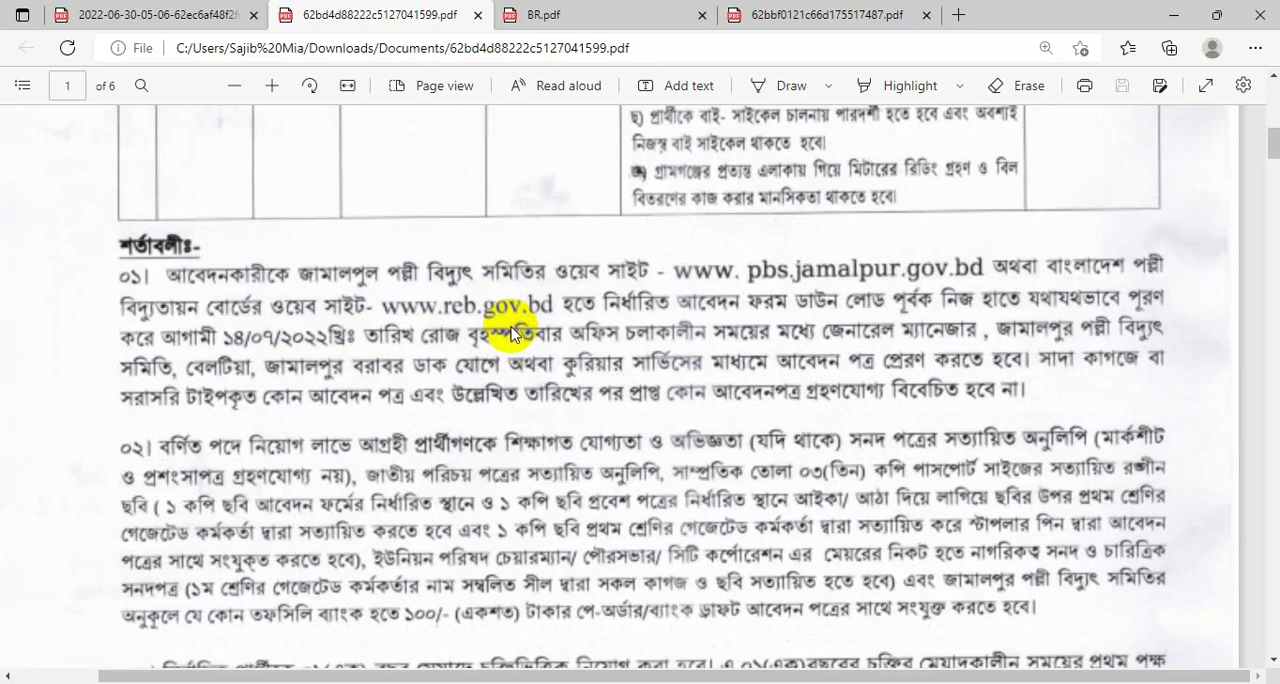 2022-06-30-05-06-62ec6af48f2f
62bd4d88222c5127041599.pdf
BR.pdf
62bbf0121c66d175517487.pdf
File
C:/Users/Sajib%20Mia/Downloads/Documents/62bd4d88222c5127041599.pdf
1 of 6
Page view
Read aloud
Add text
Draw
Highlight
Erase
ছ) প্রার্থীকে বাই- সাইকেল চালনায় পারদর্শী হতে হবে এবং অবশ্যই
নিজস্ব বাই সাইকেল থাকতে হবে।
গ্রামগঞ্জের প্রত্যন্ত এলাকায় গিয়ে মিটারের রিডিং গ্রহণ ও বিল
বিতরণের কাজ করার মানসিকতা থাকতে হবে।
শর্তাবলীঃ-
০১। আবেদনকারীকে জামালপুল পল্লী বিদ্যুৎ সমিতির ওয়েব সাইট - www. pbs.jamalpur.gov.bd অথবা বাংলাদেশ পল্লী
বিদ্যুতায়ন বোর্ডের ওয়েব সাইট- www.reb.gov.bd হতে নির্ধারিত আবেদন ফরম ডাউন লোড পূর্বক নিজ হাতে যথাযথভাবে পূরণ
করে আগামী ১৪/০৭/২০২২খ্রিঃ তারিখ রোজ বৃহস্পতিবার অফিস চলাকালীন সময়ের মধ্যে জেনারেল ম্যানেজার , জামালপুর পল্লী বিদ্যুৎ
সমিতি, বেলটিয়া, জামালপুর বরাবর ডাক যোগে অথবা কুরিয়ার সার্ভিসের মাধ্যমে আবেদন পত্র প্রেরণ করতে হবে। সাদা কাগজে বা
সরাসরি টাইপকৃত কোন আবেদন পত্র এবং উল্লেখিত তারিখের পর প্রাপ্ত কোন আবেদনপত্র গ্রহণযোগ্য বিবেচিত হবে না।
০২। বর্ণিত পদে নিয়োগ লাভে আগ্রহী প্রার্থীগণকে শিক্ষাগত যোগ্যতা ও অভিজ্ঞতা (যদি থাকে) সনদ পত্রের সত্যায়িত অনুলিপি (মার্কশীট
ও প্রশংসাপত্র গ্রহণযোগ্য নয়), জাতীয় পরিচয় পত্রের সত্যায়িত অনুলিপি, সাম্প্রতিক তোলা ০৩(তিন) কপি পাসপোর্ট সাইজের সত্যায়িত রঙ্গীন
ছবি ( ১ কপি ছবি আবেদন ফর্মের নির্ধারিত স্থানে ও ১ কপি ছবি প্রবেশ পত্রের নির্ধারিত স্থানে আইকা/ আঠা দিয়ে লাগিয়ে ছবির উপর প্রথম শ্রেণির
গেজেটেড কর্মকর্তা দ্বারা সত্যায়িত করতে হবে এবং ১ কপি ছবি প্রথম শ্রেণির গেজেটেড কর্মকর্তা দ্বারা সত্যায়িত করে স্টাপলার পিন দ্বারা আবেদন
পত্রের সাথে সংযুক্ত করতে হবে), ইউনিয়ন পরিষদ চেয়ারম্যান/ পৌরসভার/ সিটি কর্পোরেশন এর মেয়রের নিকট হতে নাগরিকত্ব সনদ ও চারিত্রিক
সনদপত্র (১ম শ্রেণির গেজেটেড কর্মকর্তার নাম সম্বলিত সীল দ্বারা সকল কাগজ ও ছবি সত্যায়িত হতে হবে) এবং জামালপুর পল্লী বিদ্যুৎ সমিতির
অনুকূলে যে কোন তফসিলি ব্যাংক হতে ১০০/- (একশত) টাকার পে-অর্ডার/ব্যাংক ড্রাফট আবেদন পত্রের সাথে সংযুক্ত করতে হবে।